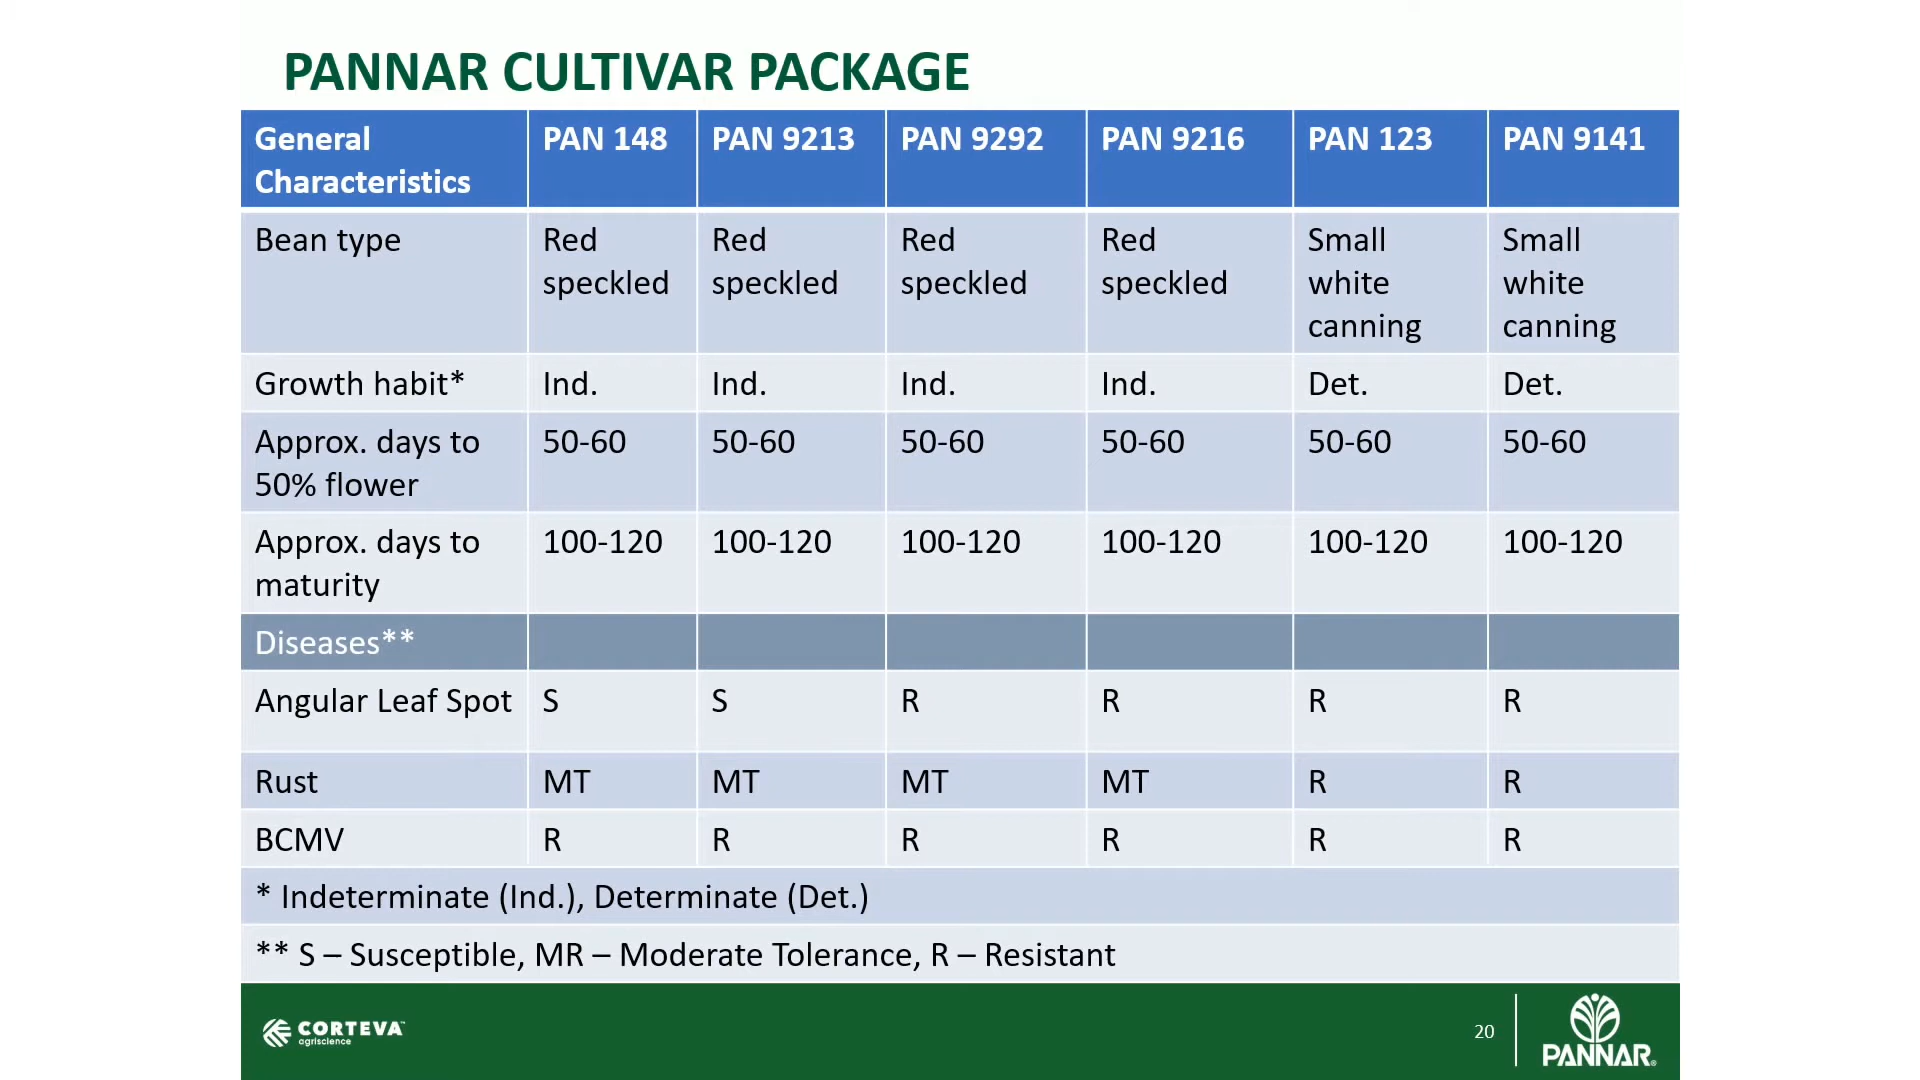 PANNAR CULTIVAR PACKAGE
General Characteristics PAN 148 PAN 9213 PAN 9292 PAN 9216 PAN 123 PAN 9141
Bean type Red speckled Red speckled Red speckled Red speckled Small white canning Small white canning
Growth habit* Ind. Ind. Ind. Ind. Det. Det.
Approx. days to 50% flower 50-60 50-60 50-60 50-60 50-60 50-60
Approx. days to maturity 100-120 100-120 100-120 100-120 100-120 100-120
Diseases**
Angular Leaf Spot S S R R R R
Rust MT MT MT MT R R
BCMV R R R R R R
* Indeterminate (Ind.), Determinate (Det.)
** S – Susceptible, MR – Moderate Tolerance, R – Resistant
CORTEVA™
agriscience
20
PANNAR®